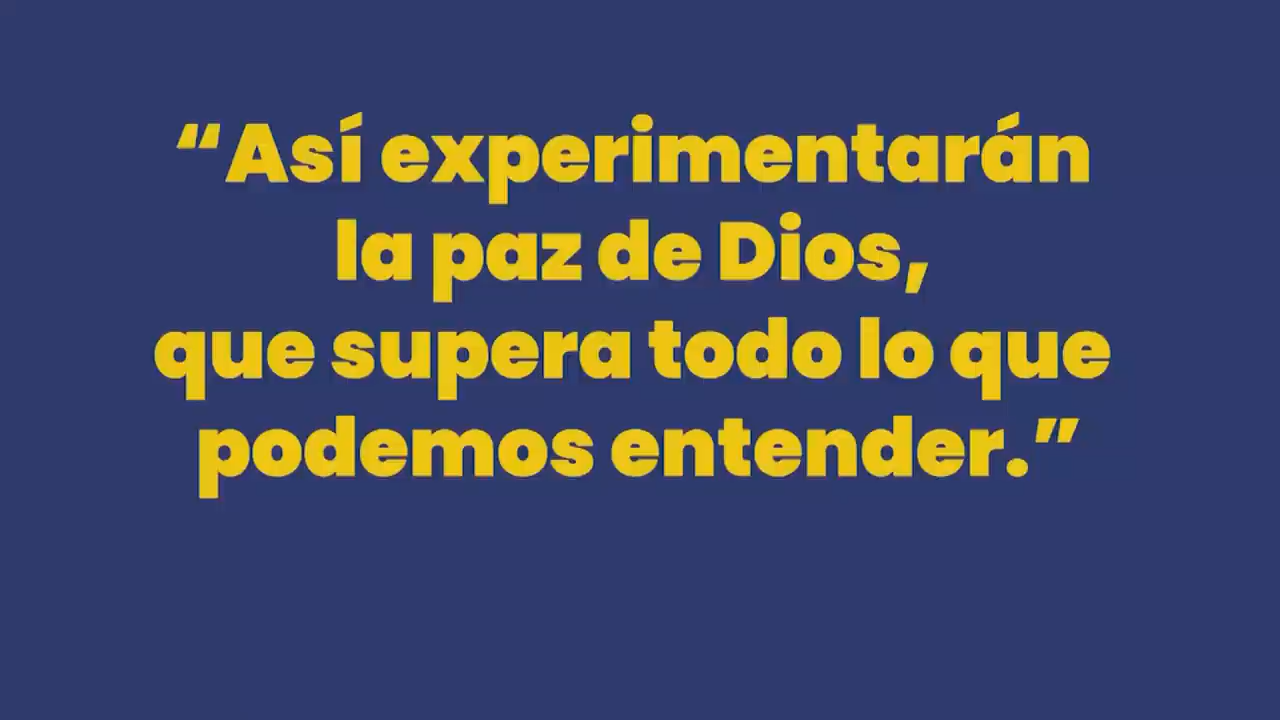 “Así experimentarán
la paz de Dios,
que supera todo lo que
podemos entender.”